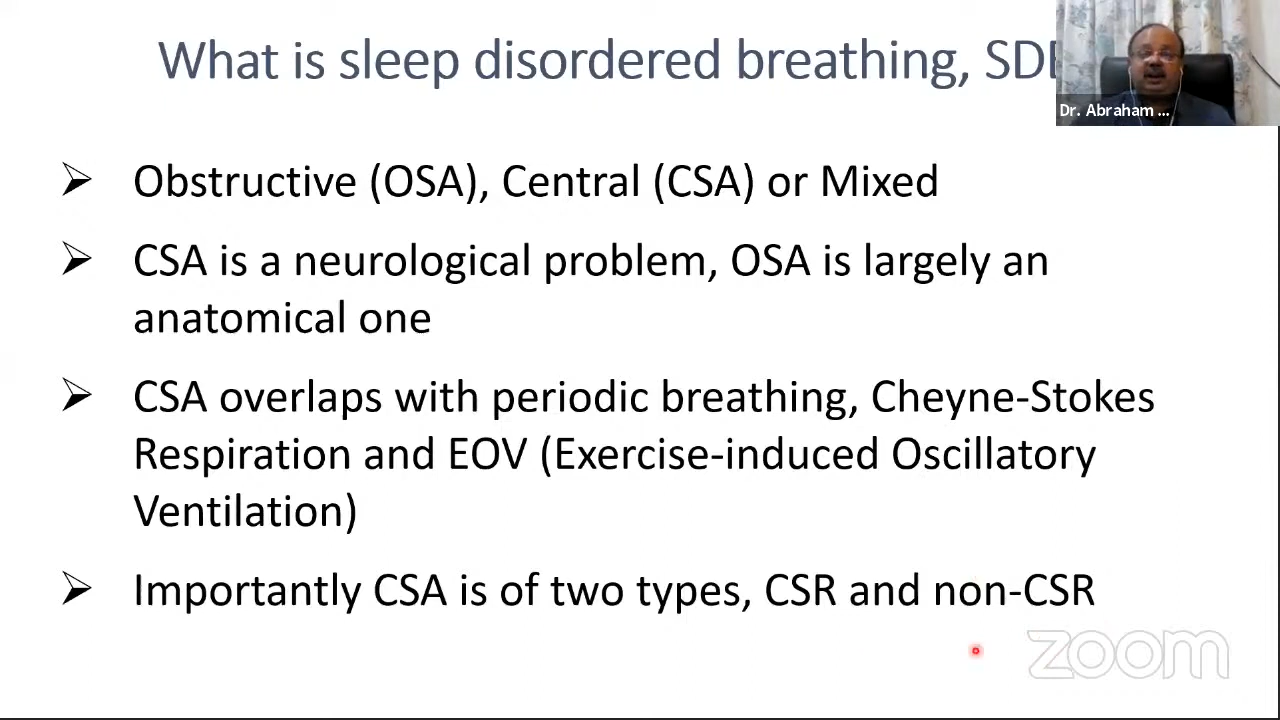 What is sleep disordered breathing, SDB
Dr. Abraham ...
➢ Obstructive (OSA), Central (CSA) or Mixed
➢ CSA is a neurological problem, OSA is largely an
anatomical one
➢ CSA overlaps with periodic breathing, Cheyne-Stokes
Respiration and EOV (Exercise-induced Oscillatory
Ventilation)
➢ Importantly CSA is of two types, CSR and non-CSR
zoom